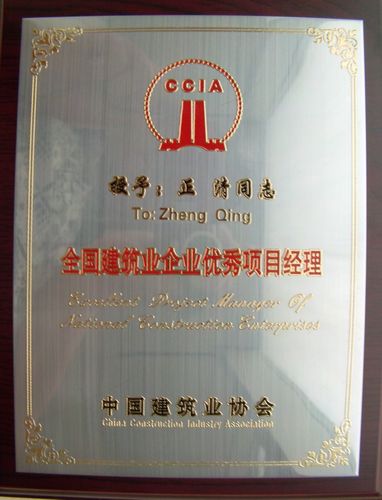 CCIA
授予：正 清同志
To: Zheng Qing
全国建筑业企业优秀项目经理
Excellent Project Manager Of
National Construction Enterprises
中国建筑业协会
China Construction Industry Association